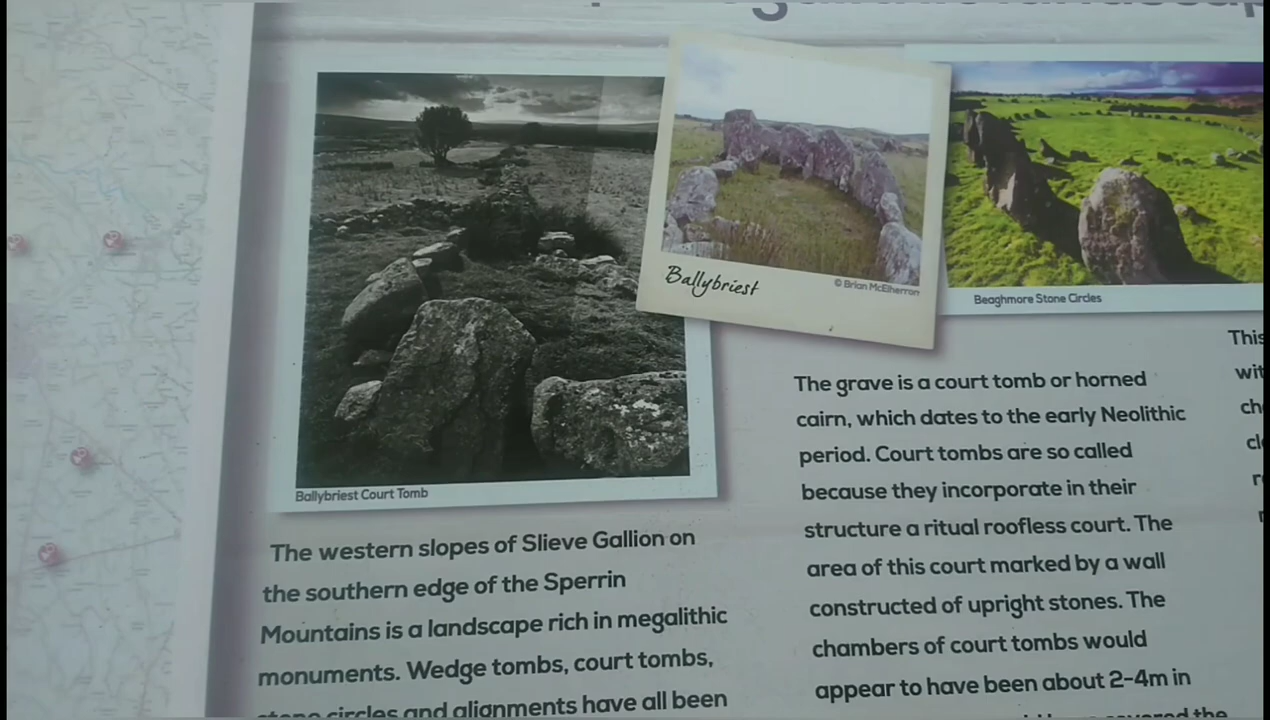 Ballybriest
© Brian McElherron
Beaghmore Stone Circles
Ballybriest Court Tomb
The western slopes of Slieve Gallion on
the southern edge of the Sperrin
Mountains is a landscape rich in megalithic
monuments. Wedge tombs, court tombs,
stone circles and alignments have all been
The grave is a court tomb or horned
cairn, which dates to the early Neolithic
period. Court tombs are so called
because they incorporate in their
structure a ritual roofless court. The
area of this court marked by a wall
constructed of upright stones. The
chambers of court tombs would
appear to have been about 2-4m in
covered the
This